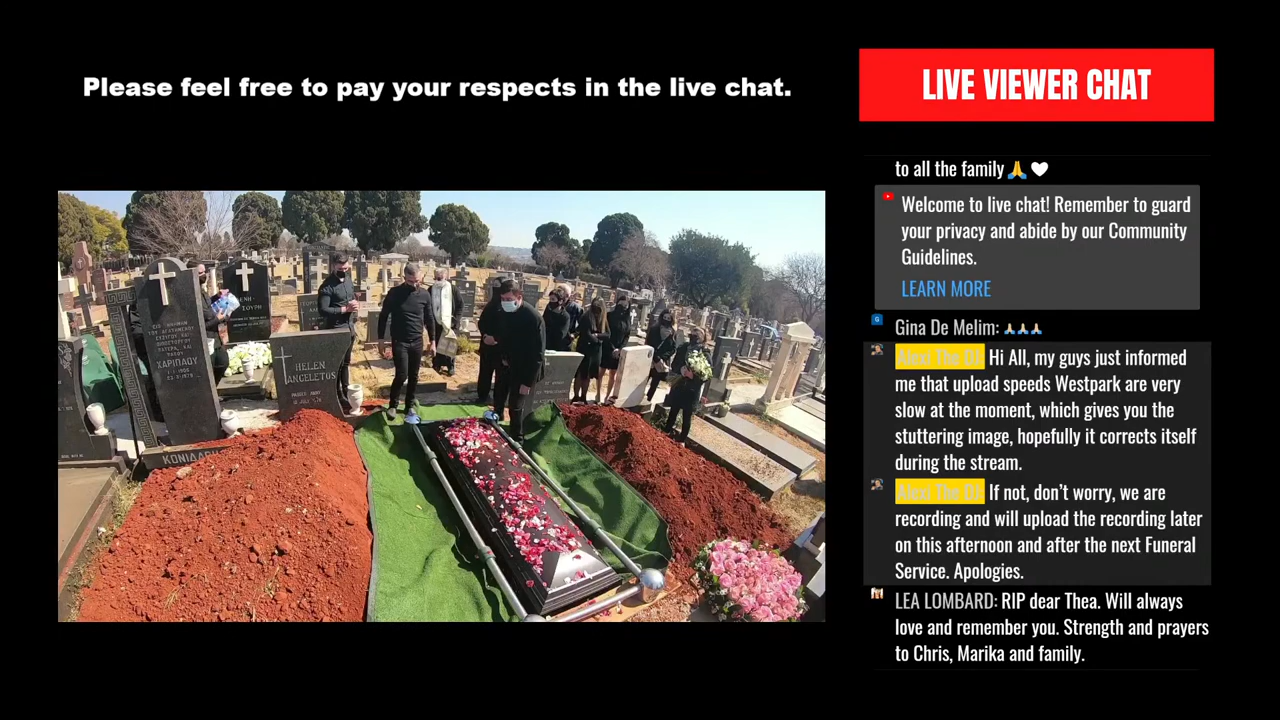 Please feel free to pay your respects in the live chat.
LIVE VIEWER CHAT
to all the family🙏🤍
Welcome to live chat! Remember to guard
your privacy and abide by our Community
Guidelines.
LEARN MORE
Gina De Melim: 🙏🙏🙏
Alexi The DJ: Hi All, my guys just informed
me that upload speeds Westpark are very
slow at the moment, which gives you the
stuttering image, hopefully it corrects itself
during the stream.
Alexi The DJ: If not, don’t worry, we are
recording and will upload the recording later
on this afternoon and after the next Funeral
Service. Apologies.
LEA LOMBARD: RIP dear Thea. Will always
love and remember you. Strength and prayers
to Chris, Marika and family.
HELEN
ANGELETOS
ΧΑΡΙΛΑΟΥ